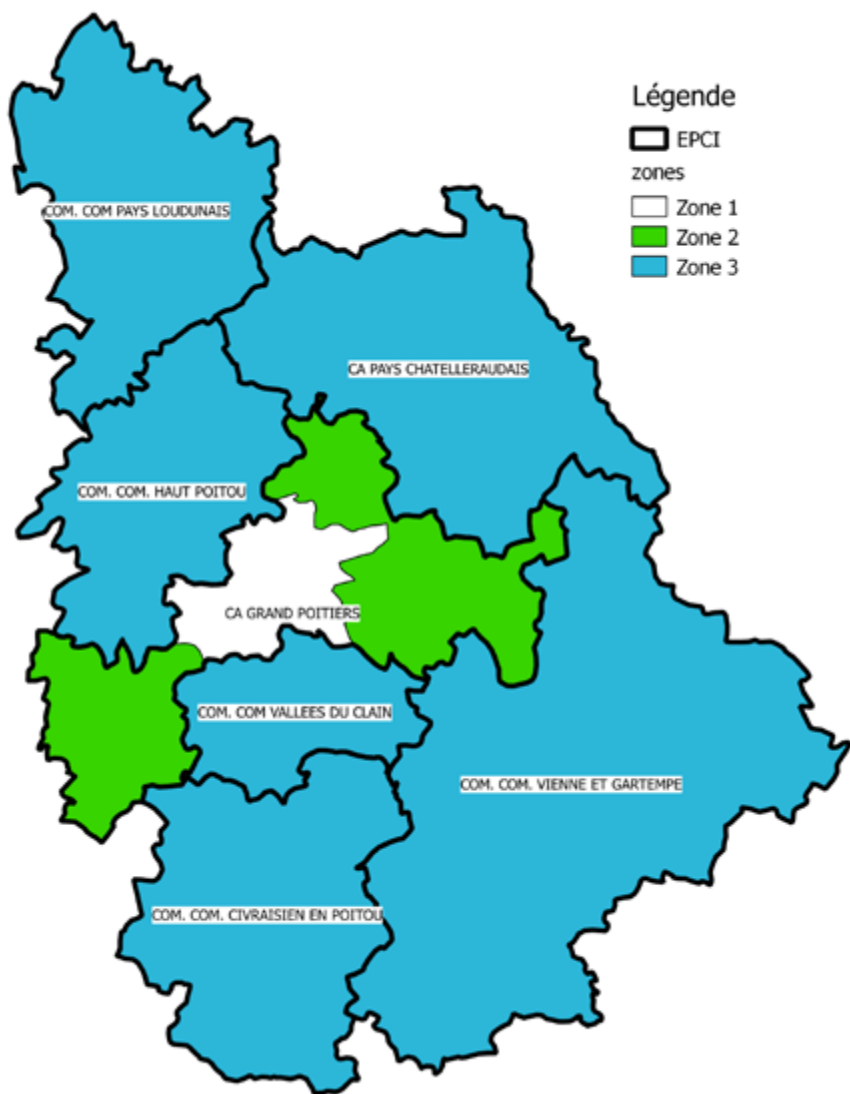 Légende
EPCI
zones
Zone 1
Zone 2
Zone 3
COM. COM PAYS LOUDUNAIS
CA PAYS CHATELLERAUDAIS
COM. COM. HAUT POITOU
CA GRAND POITIERS
COM. COM VALLEES DU CLAIN
COM. COM. VIENNE ET GARTEMPE
COM. COM. CIVRAISIEN EN POITOU